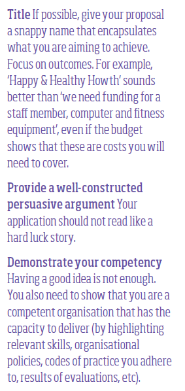 Title If possible, give your proposal
a snappy name that encapsulates
what you are aiming to achieve.
Focus on outcomes. For example,
‘Happy & Healthy Howth’ sounds
better than ‘we need funding for a
staff member, computer and fitness
equipment’, even if the budget
shows that these are costs you will
need to cover.
Provide a well-constructed
persuasive argument Your
application should not read like a
hard luck story.
Demonstrate your competency
Having a good idea is not enough.
You also need to show that you are a
competent organisation that has the
capacity to deliver (by highlighting
relevant skills, organisational
policies, codes of practice you adhere
to, results of evaluations, etc).